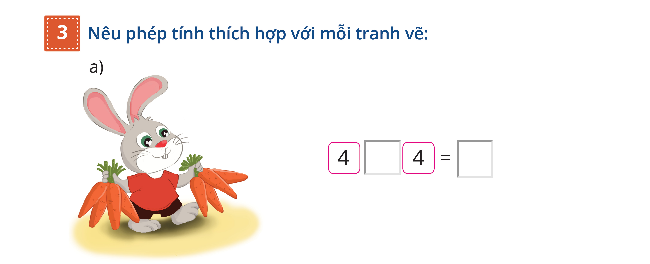 3 Nêu phép tính thích hợp với mỗi tranh vẽ:
a)
4 4 =